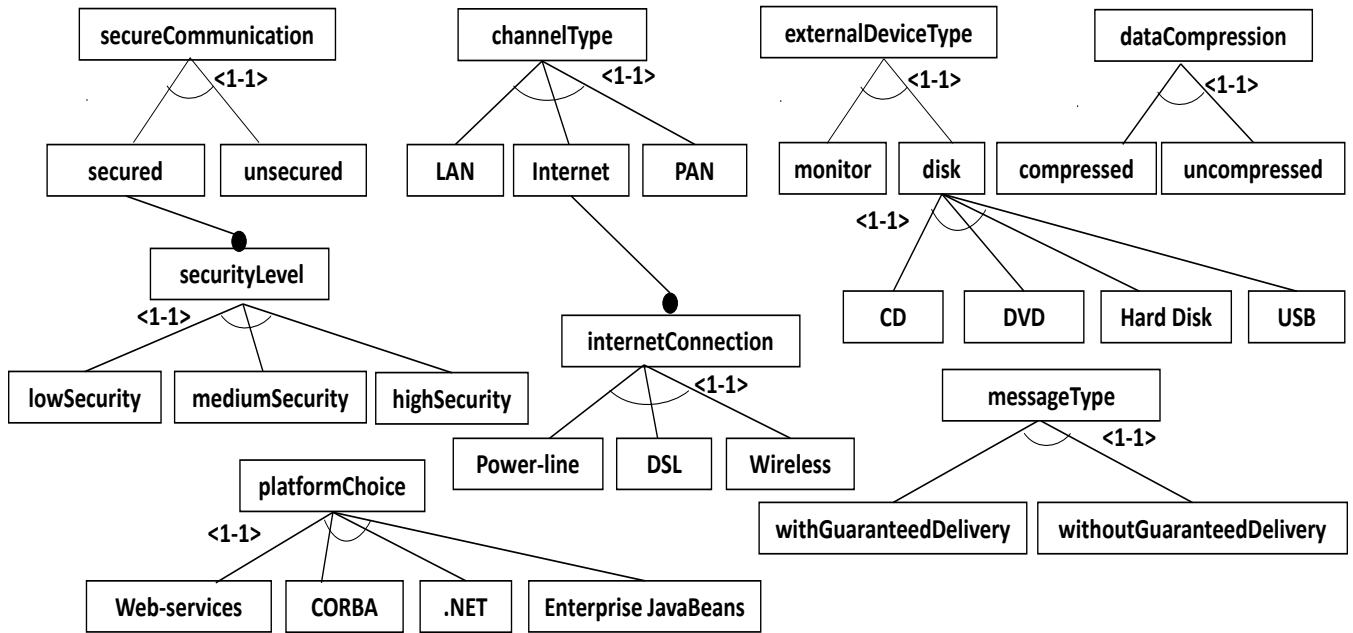 secureCommunication
<1-1>
secured
unsecured
securityLevel
<1-1>
lowSecurity
mediumSecurity
highSecurity
channelType
<1-1>
LAN
Internet
PAN
internetConnection
<1-1>
Power-line
DSL
Wireless
externalDeviceType
<1-1>
monitor
disk
<1-1>
CD
DVD
Hard Disk
USB
dataCompression
<1-1>
compressed
uncompressed
messageType
<1-1>
withGuaranteedDelivery
withoutGuaranteedDelivery
platformChoice
<1-1>
Web-services
CORBA
.NET
Enterprise JavaBeans